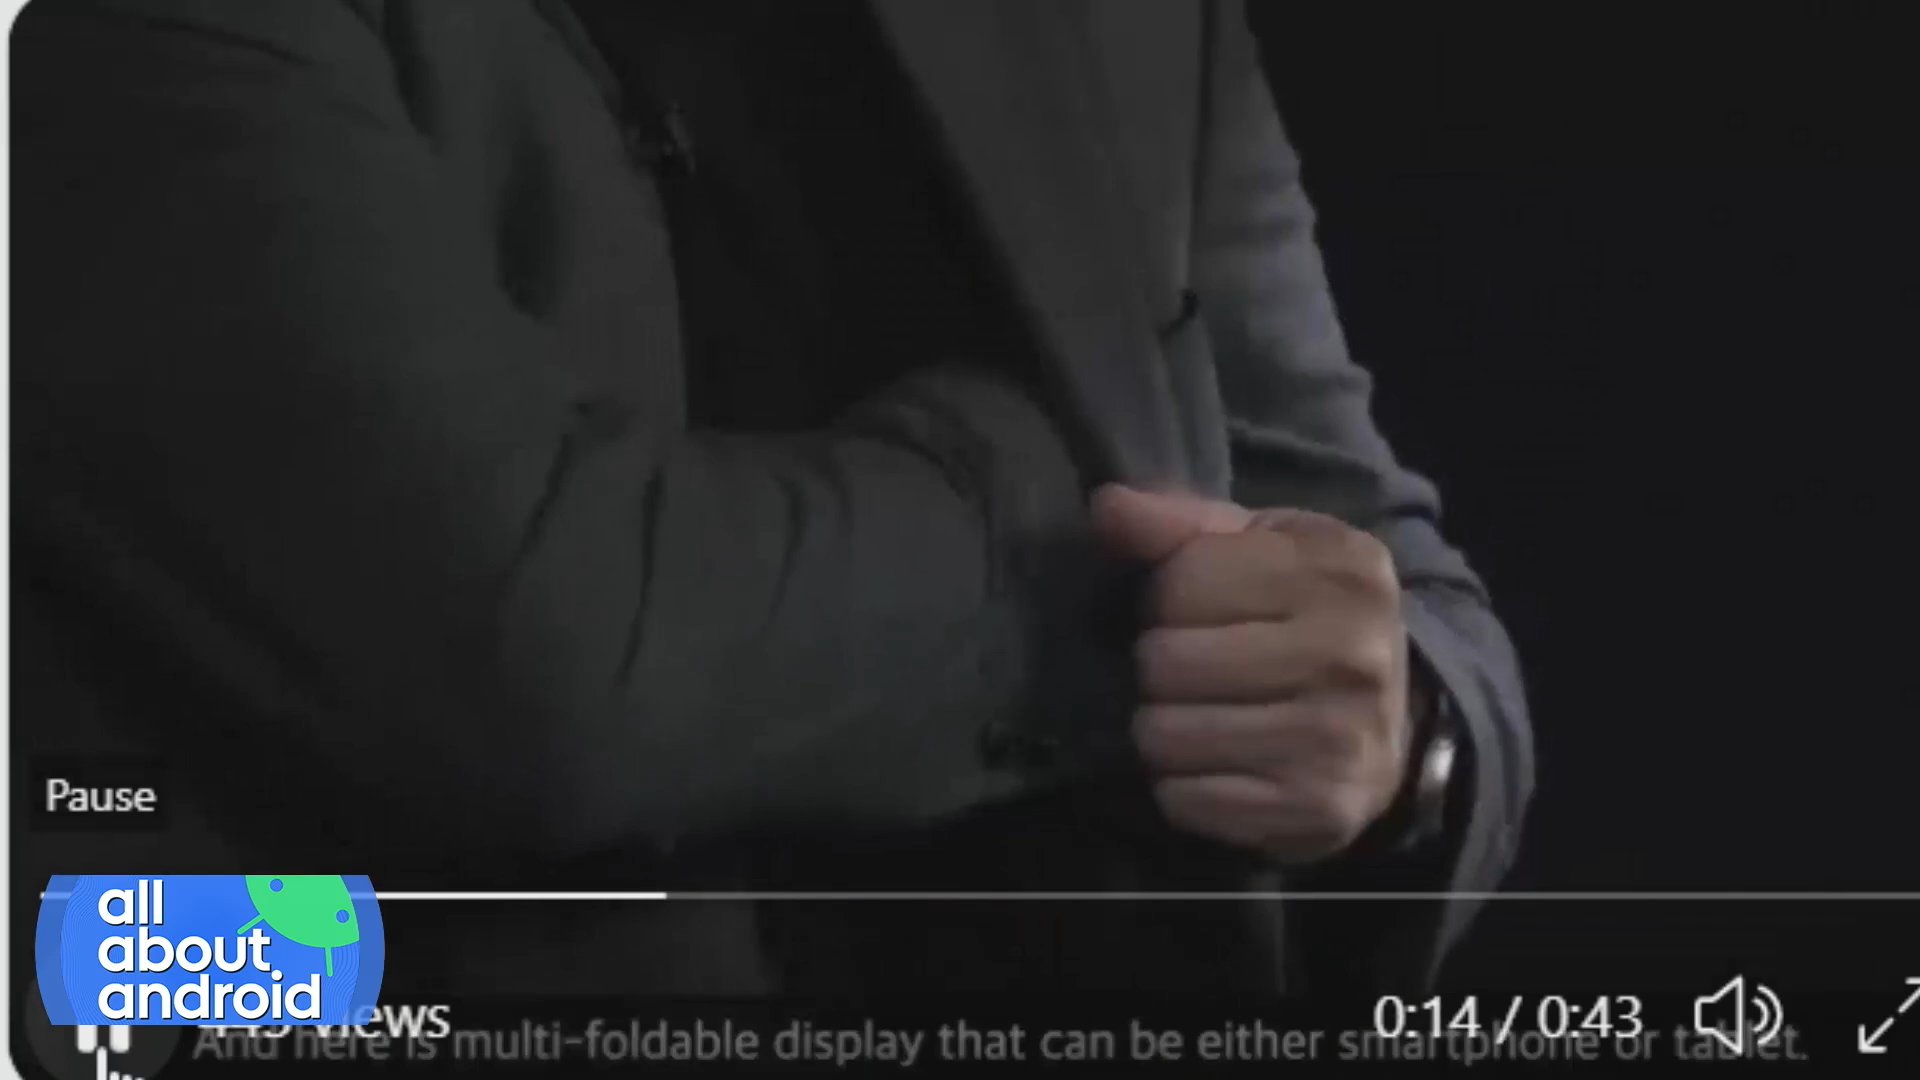 Pause
all
about
android
views
0:14 / 0:43
And here is multi-foldable display that can be either smartphone or tablet.